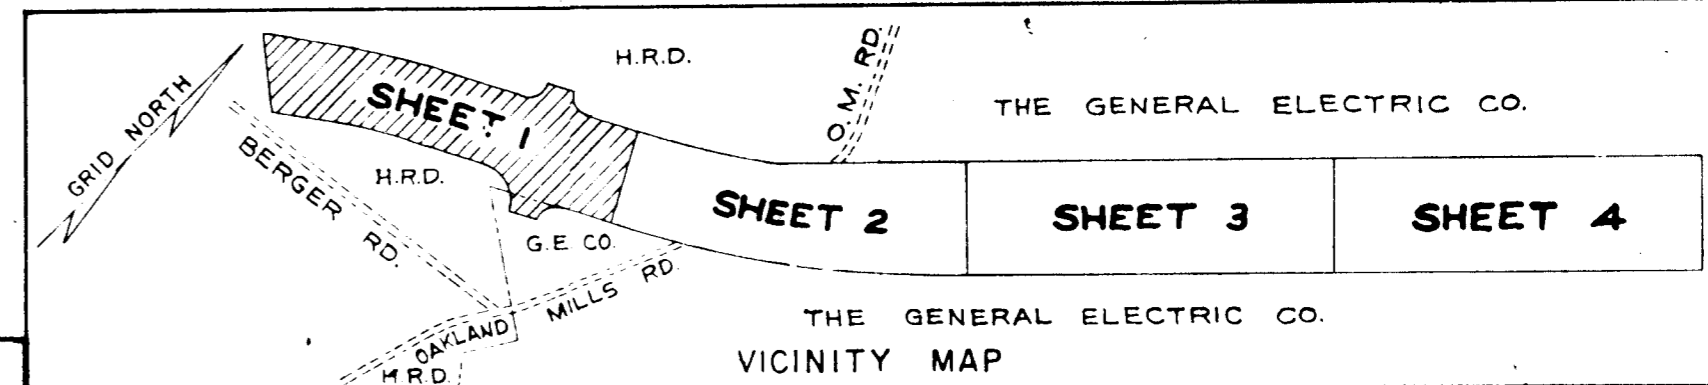 H.R.D.
O.M. RD.
GRID NORTH
SHEET 1
THE GENERAL ELECTRIC CO.
BERGER RD.
H.R.D.
SHEET 2
SHEET 3
SHEET 4
G.E CO.
OAKLAND MILLS RD.
THE GENERAL ELECTRIC CO.
H.R.D.
VICINITY MAP